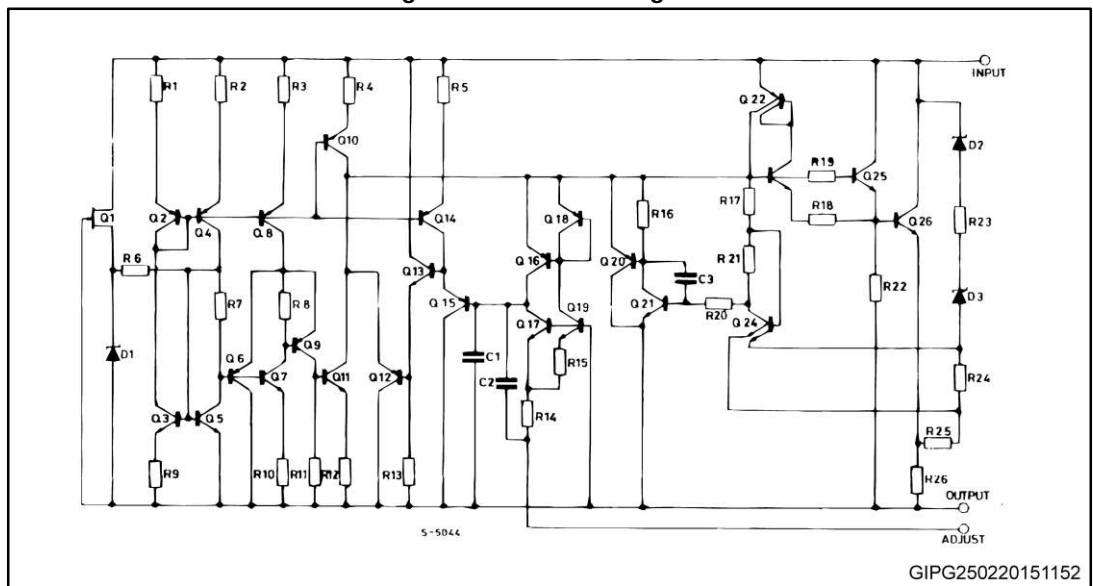 INPUT
R1 R2 R3 R4 R5
Q22
Q10
D2
R19
Q25
R17
Q1 Q2 Q4 Q8 Q14 Q18 R16 R18 Q26 R23
R6 Q13 Q16 Q20 C3 R21
R7 R8 Q15 Q19 Q21 R20 R22 D3
D1 Q6 Q9 Q17 Q24
Q7 Q11 Q12 C1 R15
C2 R24
Q3 Q5 R14
R25
R9 R10 R11 R12 R13 R26
OUTPUT
S-5044
ADJUST
GIPG250220151152